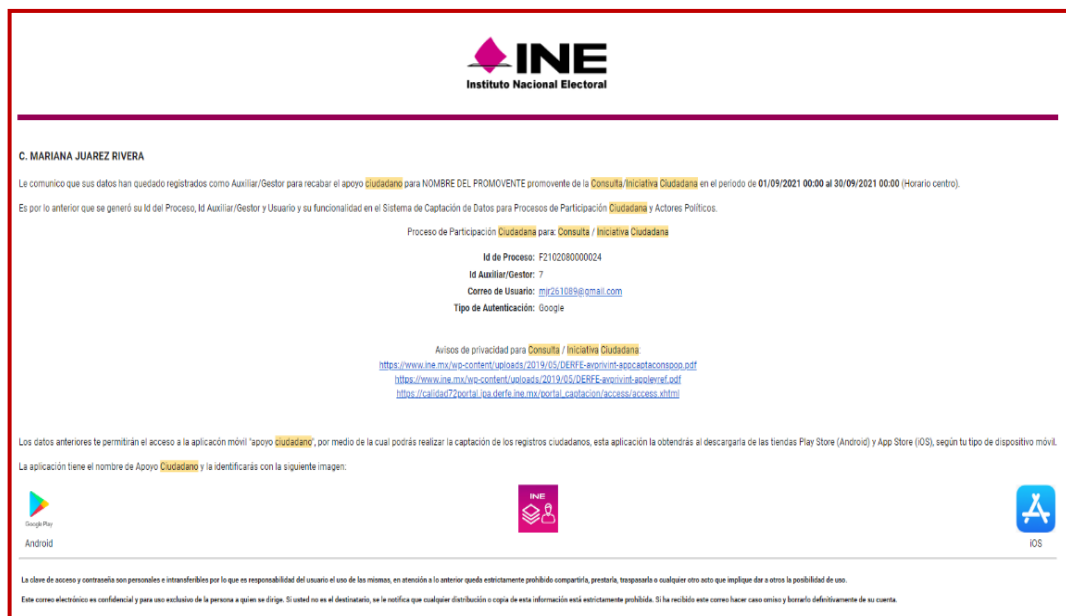 INE
Instituto Nacional Electoral
C. MARIANA JUAREZ RIVERA
Le comunico que sus datos han quedado registrados como Auxiliar/Gestor para recabar el apoyo ciudadano para NOMBRE DEL PROMOVENTE promovente de la Consulta/Iniciativa Ciudadana en el periodo de 01/09/2021 00:00 al 30/09/2021 00:00 (Horario centro).
Es por lo anterior que se generó su Id del Proceso, Id Auxiliar/Gestor y Usuario y su funcionalidad en el Sistema de Captación de Datos para Procesos de Participación Ciudadana y Actores Políticos.
Proceso de Participación Ciudadana para: Consulta / Iniciativa Ciudadana
Id de Proceso: F2102080000024
Id Auxiliar/Gestor: 7
Correo de Usuario: mjr261089@gmail.com
Tipo de Autenticación: Google
Avisos de privacidad para Consulta / Iniciativa Ciudadana:
https://www.ine.mx/wp-content/uploads/2019/05/DERFE-avprivint-appcaptaconspop.pdf
https://www.ine.mx/wp-content/uploads/2019/05/DERFE-avprivint-applevref.pdf
https://calidad72portal.ipa.derfe.ine.mx/portal_captacion/access/access.xhtml
Los datos anteriores te permitirán el acceso a la aplicacón móvil "apoyo ciudadano", por medio de la cual podrás realizar la captación de los registros ciudadanos, esta aplicación la obtendrás al descargarla de las tiendas Play Store (Android) y App Store (iOS), según tu tipo de dispositivo móvil.
La aplicación tiene el nombre de Apoyo Ciudadano y la identificarás con la siguiente imagen:
INE
Google Play
Android
iOS
La clave de acceso y contraseña son personales e intransferibles por lo que es responsabilidad del usuario el uso de las mismas, en atención a lo anterior queda estrictamente prohibido compartirla, prestarla, traspasarla o cualquier otro acto que implique dar a otros la posibilidad de uso.
Este correo electrónico es confidencial y para uso exclusivo de la persona a quien se dirige. Si usted no es el destinatario, se le notifica que cualquier distribución o copia de esta información está estrictamente prohibida. Si ha recibido este correo hacer caso omiso y borrarlo definitivamente de su cuenta.